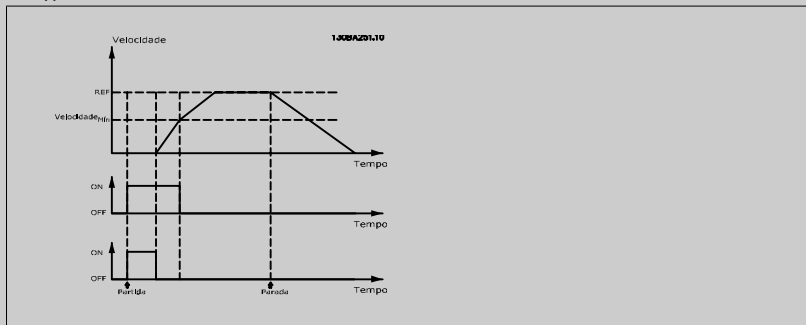 Velocidade
130BA251.10
REF
Velocidade Mín
Tempo
ON
OFF
Tempo
ON
OFF
Tempo
Partida
Parada